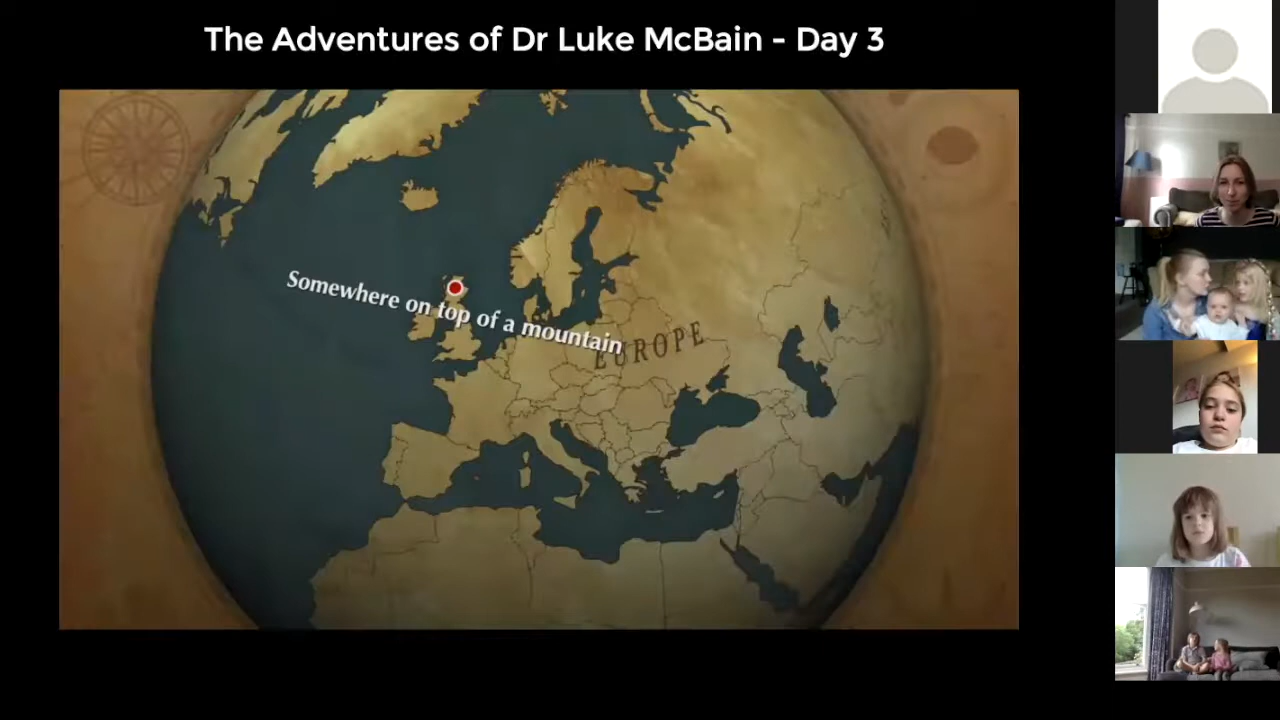 The Adventures of Dr Luke McBain - Day 3
Somewhere on top of a mountain
EUROPE